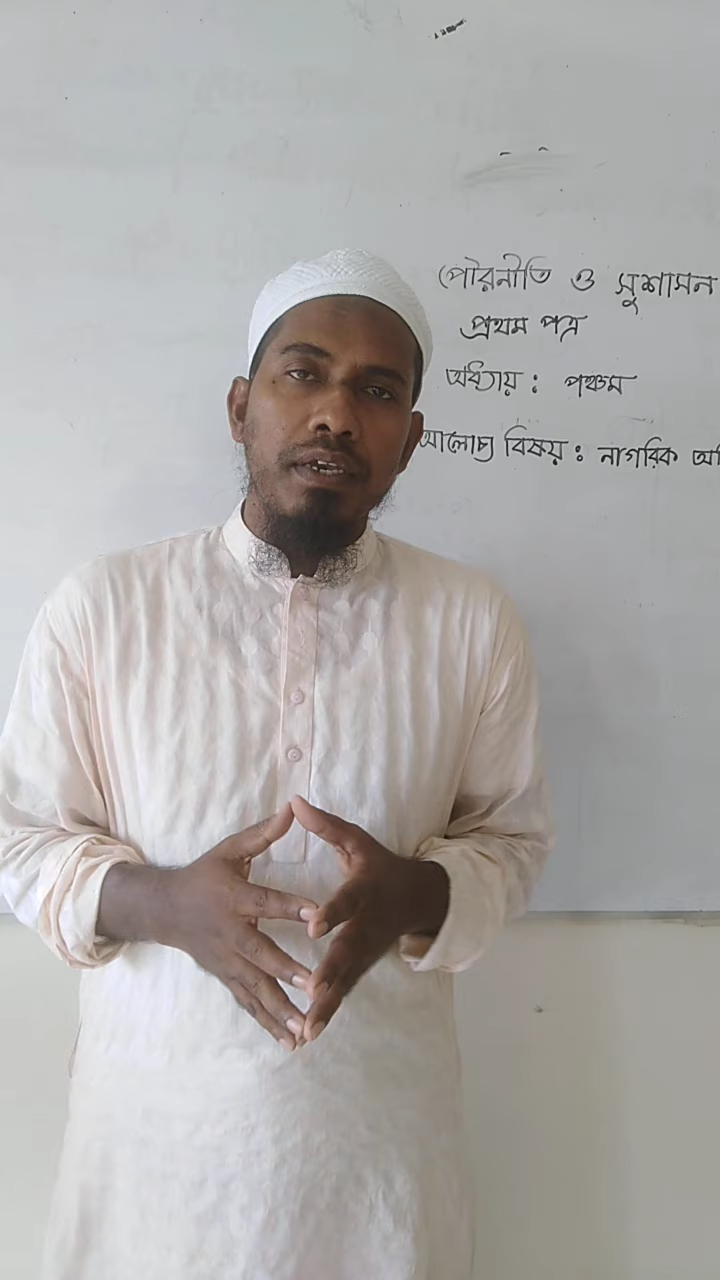 পৌরনীতি ও সুশাসন
প্রথম পত্র
অধ্যায় : পঞ্চম
আলোচ্য বিষয় : নাগরিক